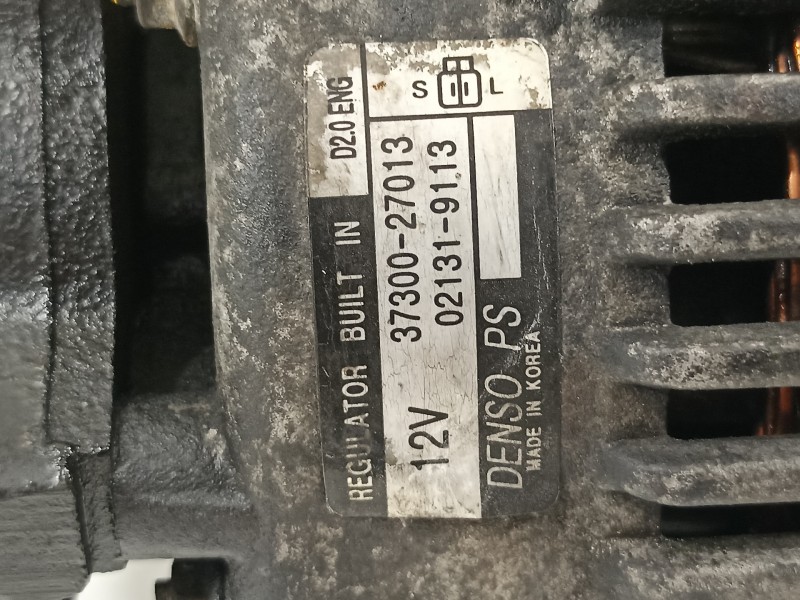 D2.0 ENG
S L
REGULATOR BUILT IN
12V 37300-27013
02131-9113
DENSO PS
MADE IN KOREA